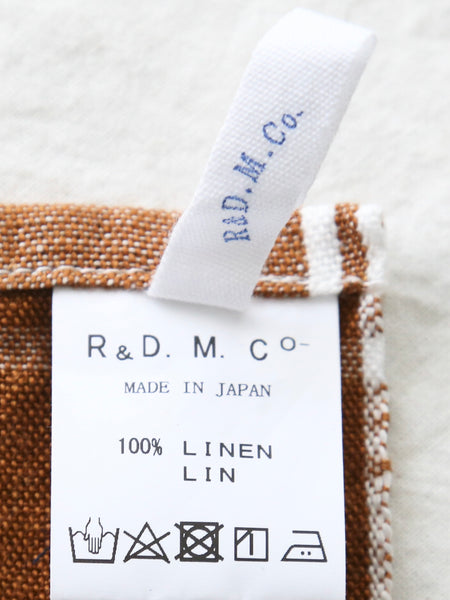 R&D.M.Co.
R&D. M. Co-
MADE IN JAPAN
100% LINEN
LIN